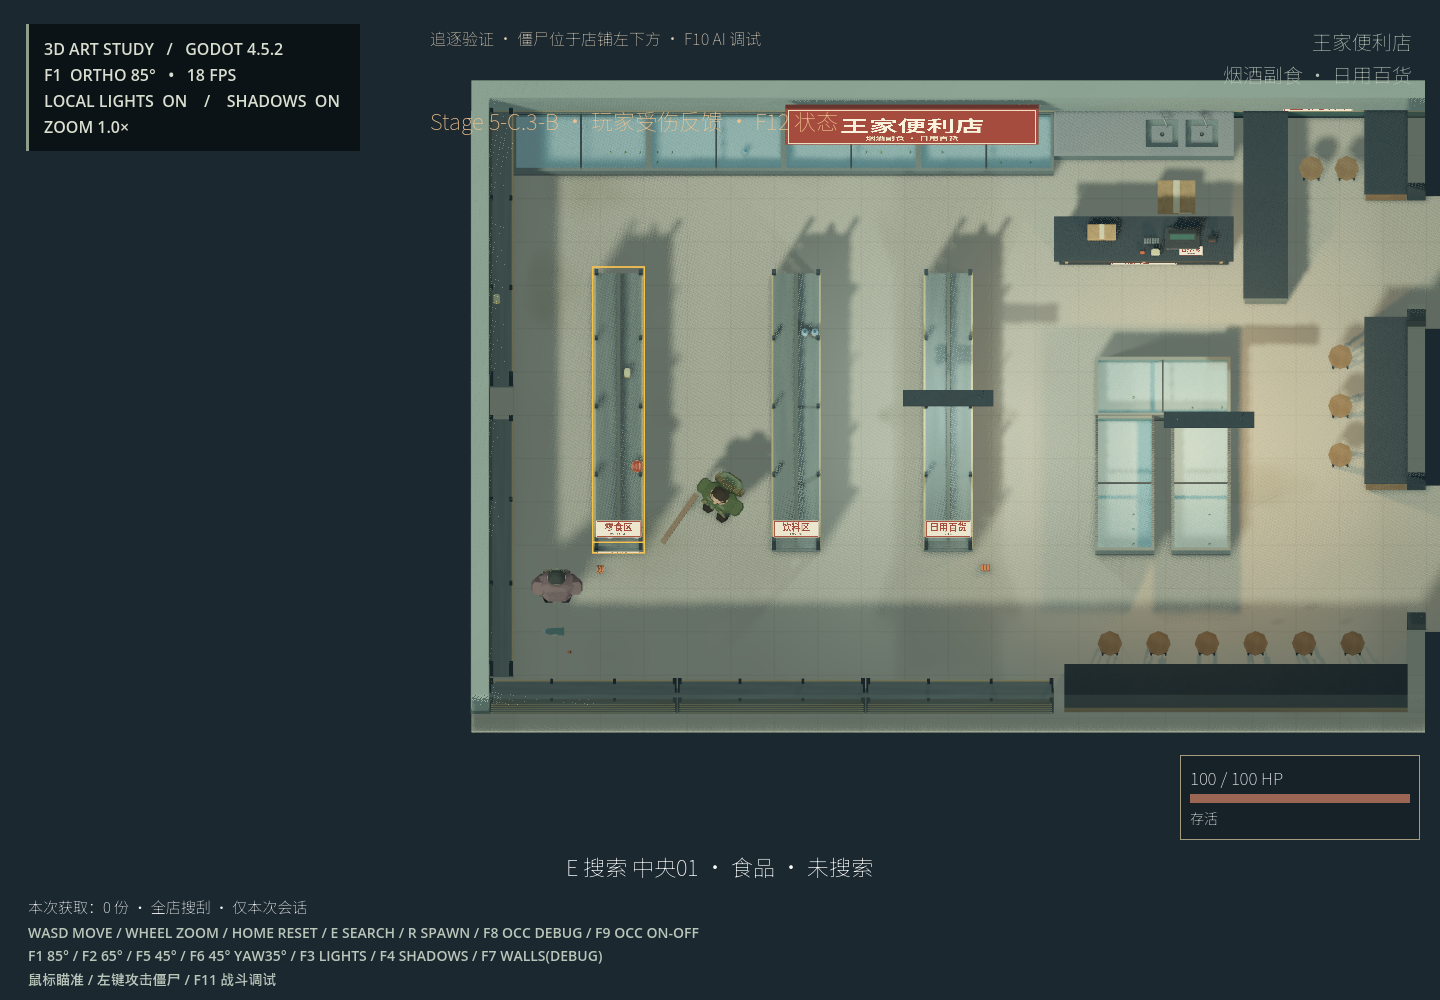 3D ART STUDY / GODOT 4.5.2
F1 ORTHO 85° • 18 FPS
LOCAL LIGHTS ON / SHADOWS ON
ZOOM 1.0×
追逐验证 · 僵尸位于店铺左下方 · F10 AI 调试
王家便利店
烟酒副食 · 日用百货
Stage 5-C.3-B · 玩家受伤反馈 · F12 状态
王家便利店
烟酒副食 · 日用百货
零食区
饮料区
日用百货
100 / 100 HP
存活
E 搜索 中央01 · 食品 · 未搜索
本次获取：0 份 · 全店搜刮 · 仅本次会话
WASD MOVE / WHEEL ZOOM / HOME RESET / E SEARCH / R SPAWN / F8 OCC DEBUG / F9 OCC ON-OFF
F1 85° / F2 65° / F5 45° / F6 45° YAW35° / F3 LIGHTS / F4 SHADOWS / F7 WALLS(DEBUG)
鼠标瞄准 / 左键攻击僵尸 / F11 战斗调试